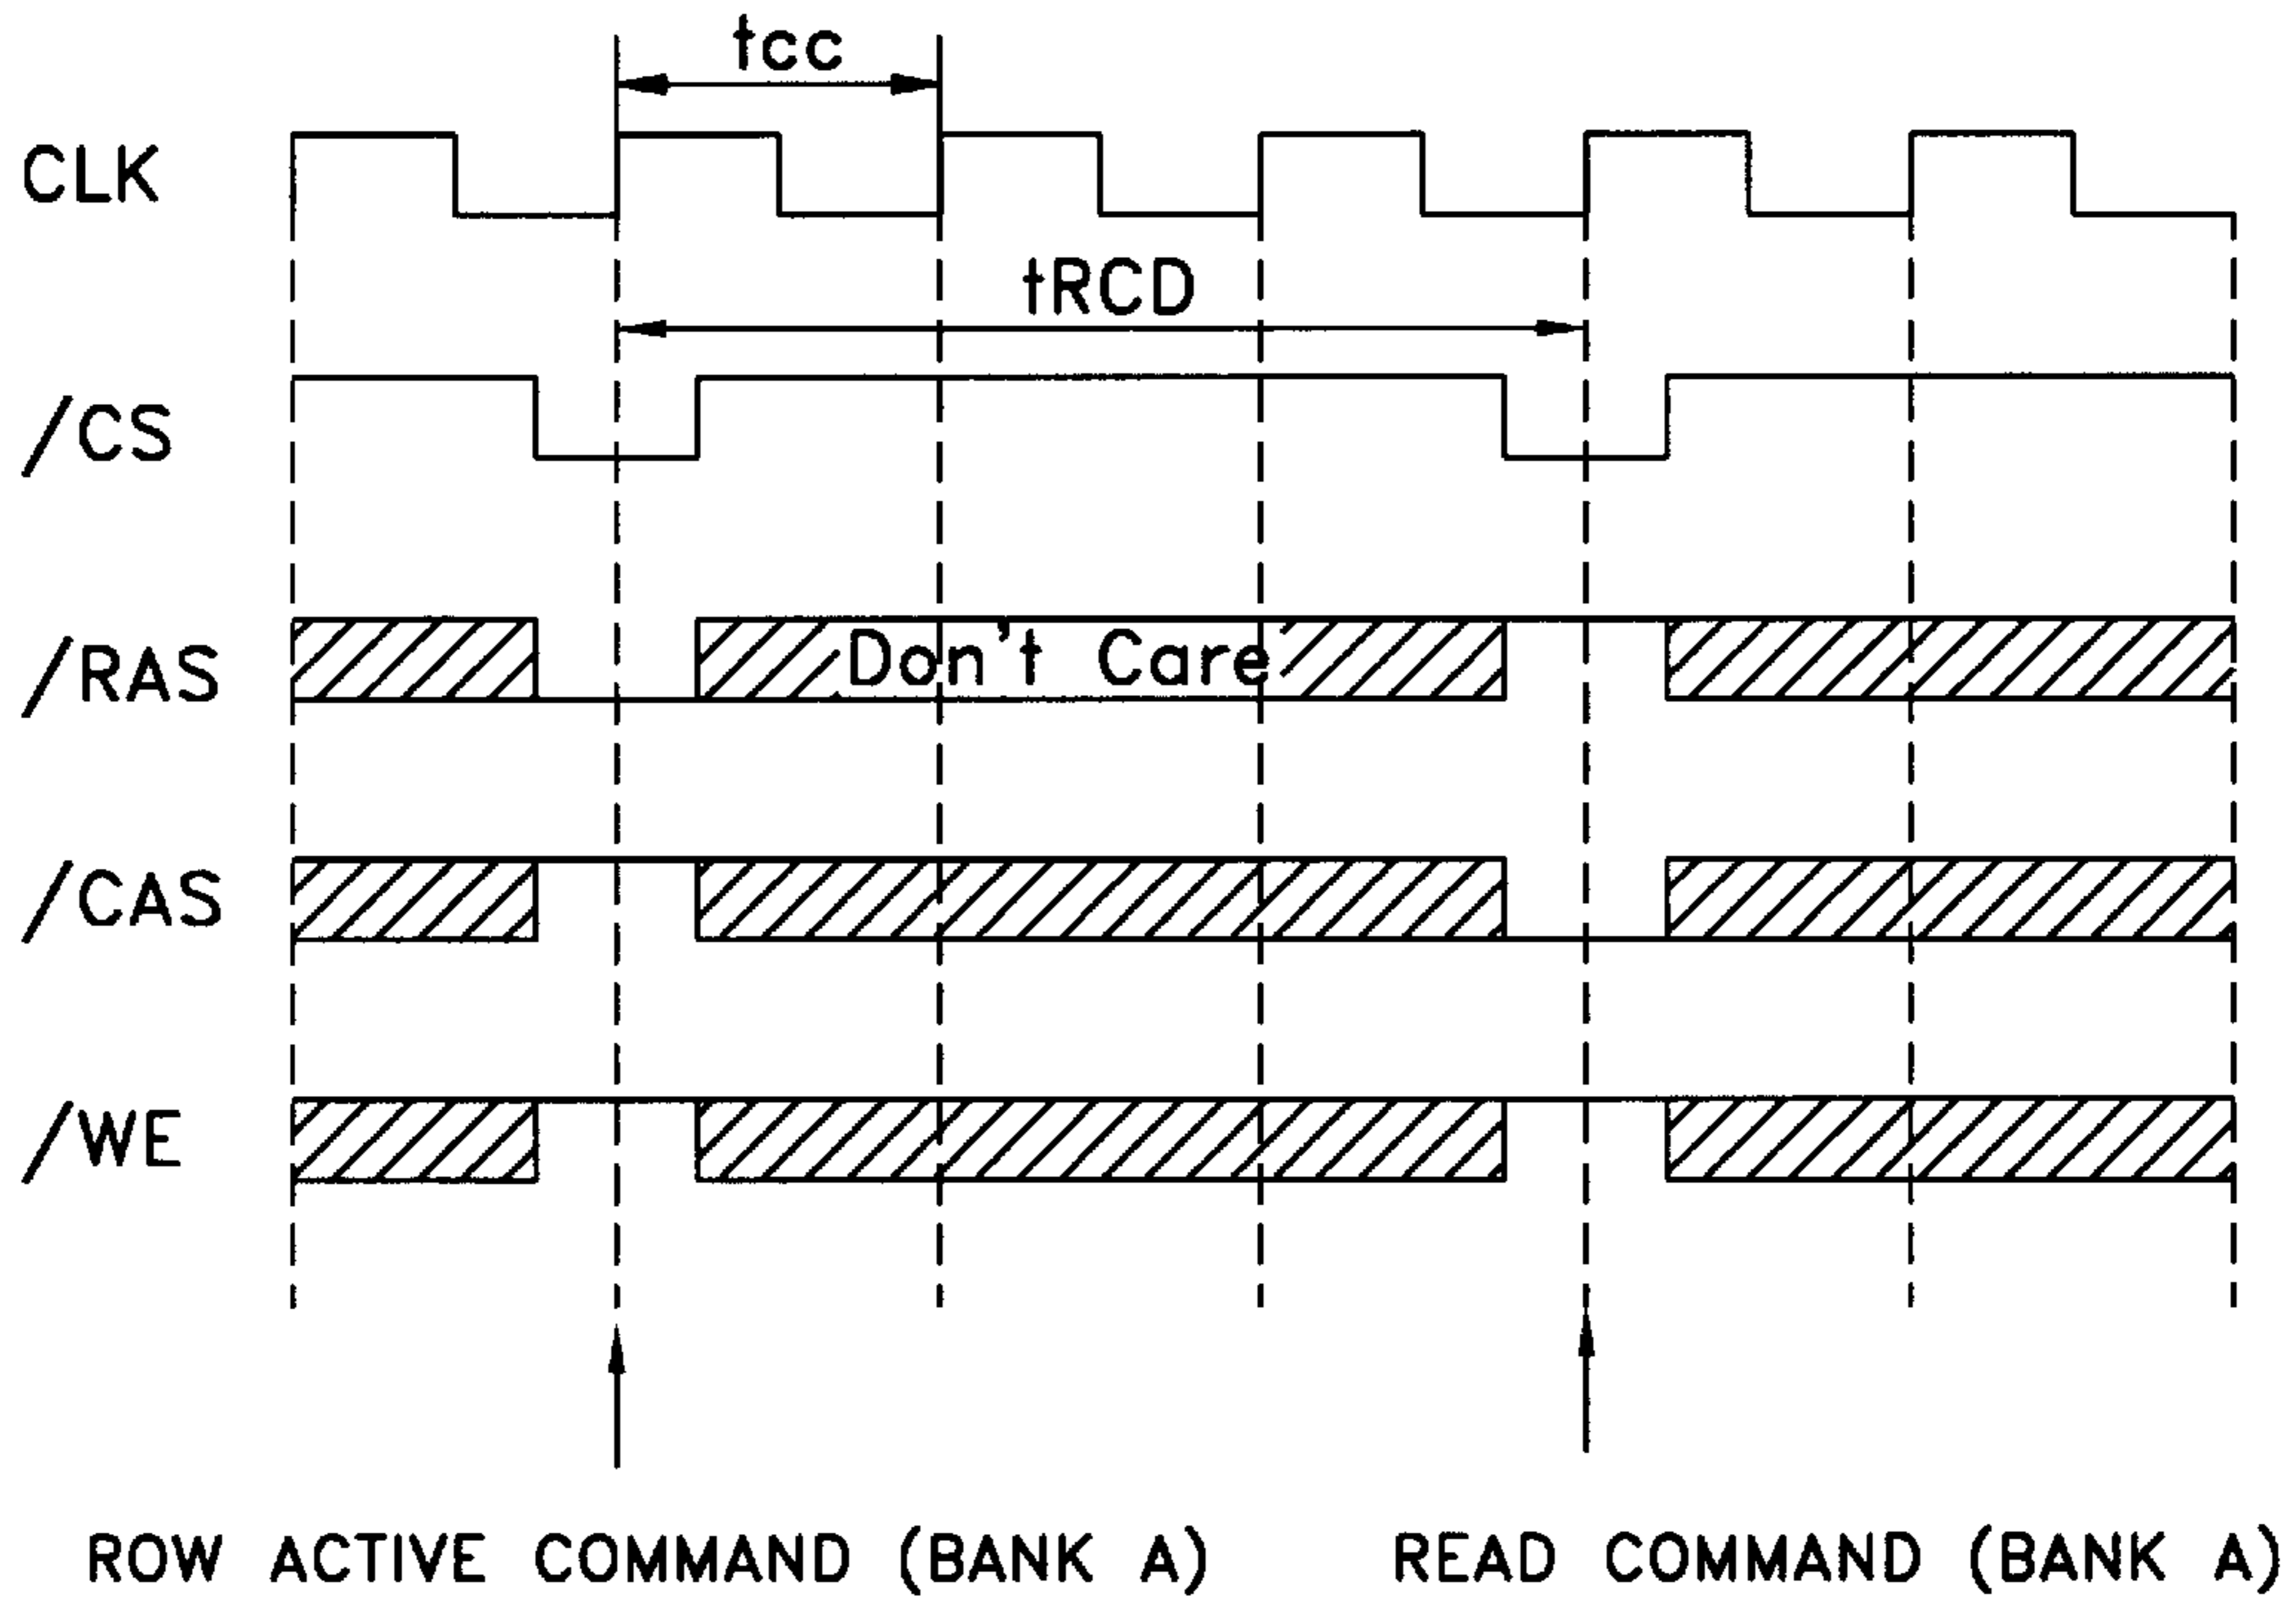 tcc
CLK
tRCD
/CS
/RAS
Don't Care
/CAS
/WE
ROW ACTIVE COMMAND (BANK A)
READ COMMAND (BANK A)